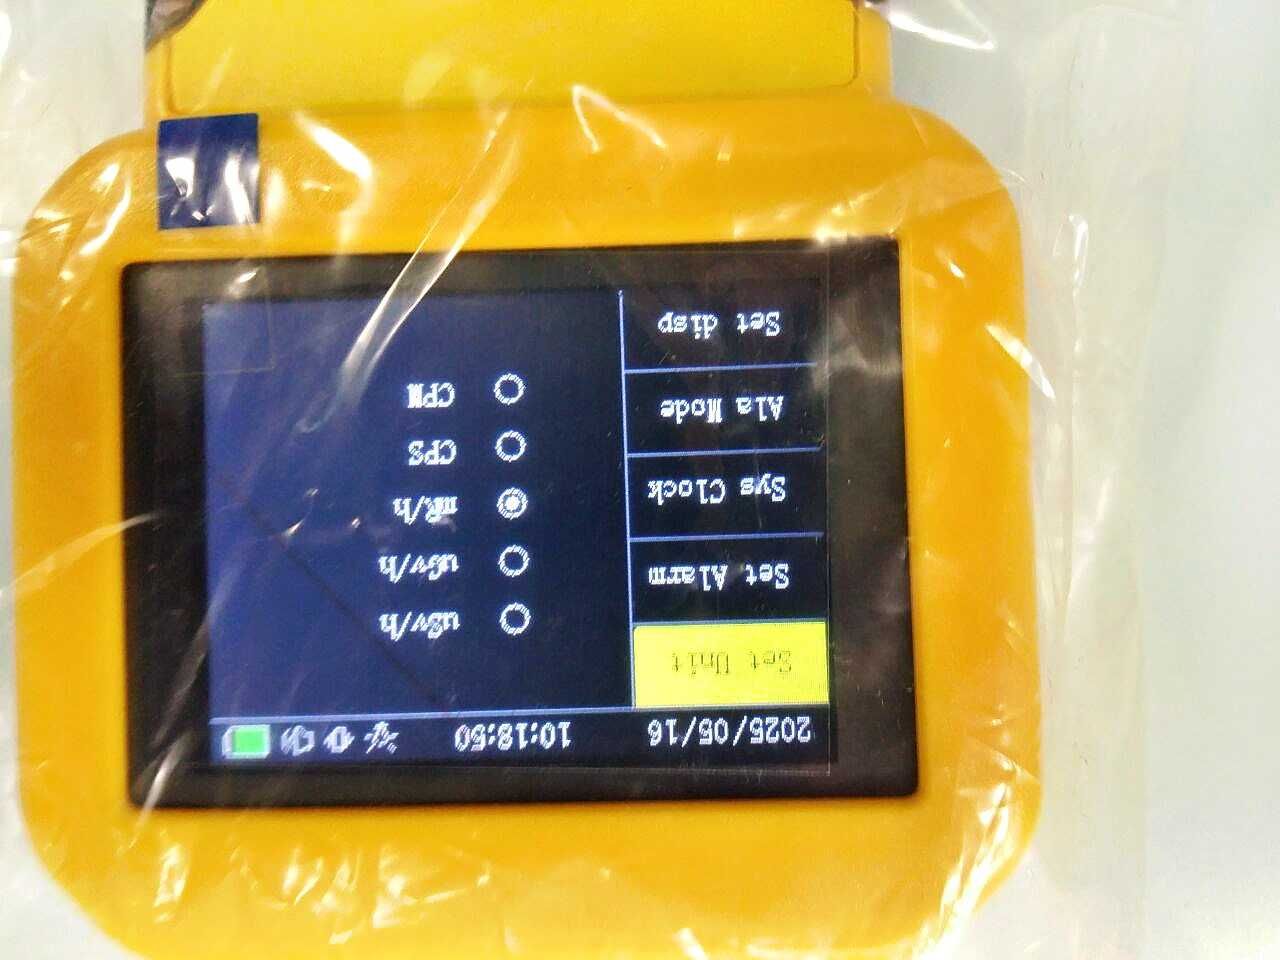 2025/05/16 10:18:50
Set Unit
Set Alarm
Sys Clock
Ala Mode
Set disp
uSv/h
uGv/h
mR/h
CPS
CPM